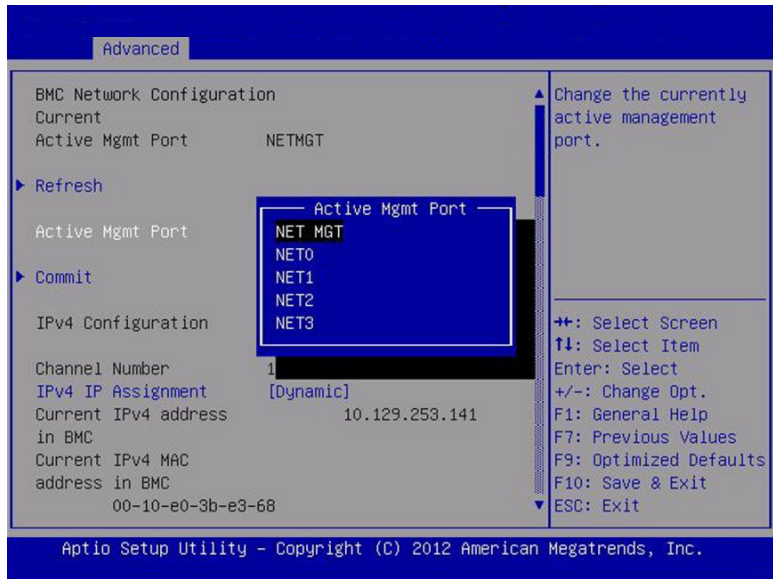 Advanced
BMC Network Configuration
Current
Active Mgmt Port NETMGT
Refresh
Active Mgmt Port
Commit
IPv4 Configuration
Channel Number 1
IPv4 IP Assignment [Dynamic]
Current IPv4 address 10.129.253.141
in BMC
Current IPv4 MAC
address in BMC
00-10-e0-3b-e3-68
Active Mgmt Port
NET MGT
NET0
NET1
NET2
NET3
Change the currently
active management
port.
→←: Select Screen
↑↓: Select Item
Enter: Select
+/-: Change Opt.
F1: General Help
F7: Previous Values
F9: Optimized Defaults
F10: Save & Exit
ESC: Exit
Aptio Setup Utility - Copyright (C) 2012 American Megatrends, Inc.